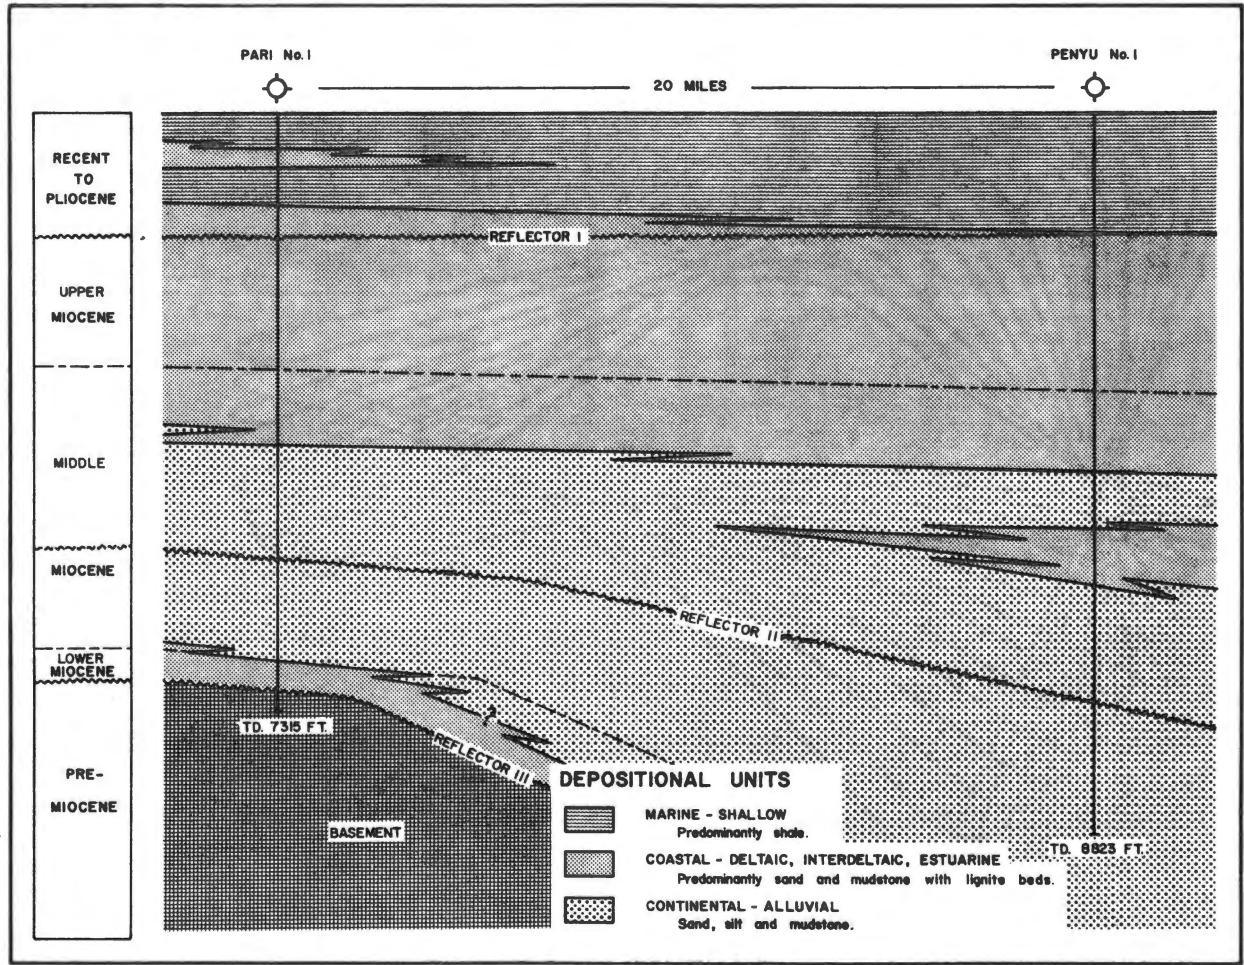 PARI No. 1
PENYU No. 1
20 MILES
RECENT
TO
PLIOCENE
REFLECTOR I
UPPER
MIOCENE
MIDDLE
MIOCENE
REFLECTOR II
LOWER
MIOCENE
?
TD. 7315 FT.
REFLECTOR III
PRE-
MIOCENE
BASEMENT
DEPOSITIONAL UNITS
MARINE - SHALLOW
Predominantly shale.
TD. 8823 FT.
COASTAL - DELTAIC, INTERDELTAIC, ESTUARINE
Predominantly sand and mudstone with lignite beds.
CONTINENTAL - ALLUVIAL
Sand, silt and mudstone.